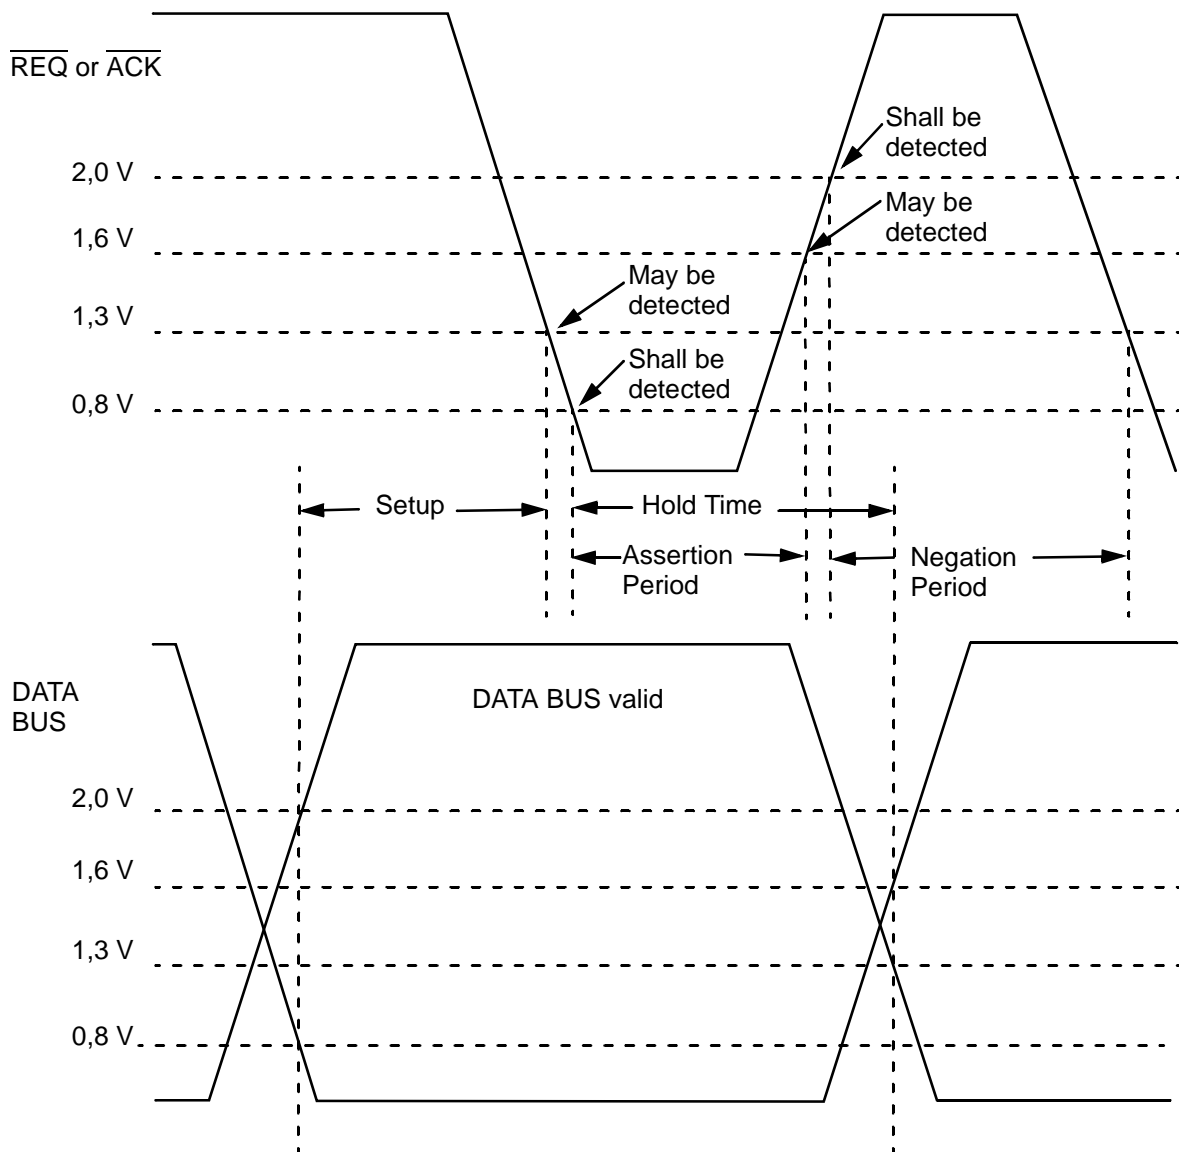 REQ or ACK
Shall be
detected
2,0 V
May be
detected
1,6 V
May be
detected
1,3 V
Shall be
detected
0,8 V
Setup
Hold Time
Assertion
Period
Negation
Period
DATA
BUS
DATA BUS valid
2,0 V
1,6 V
1,3 V
0,8 V